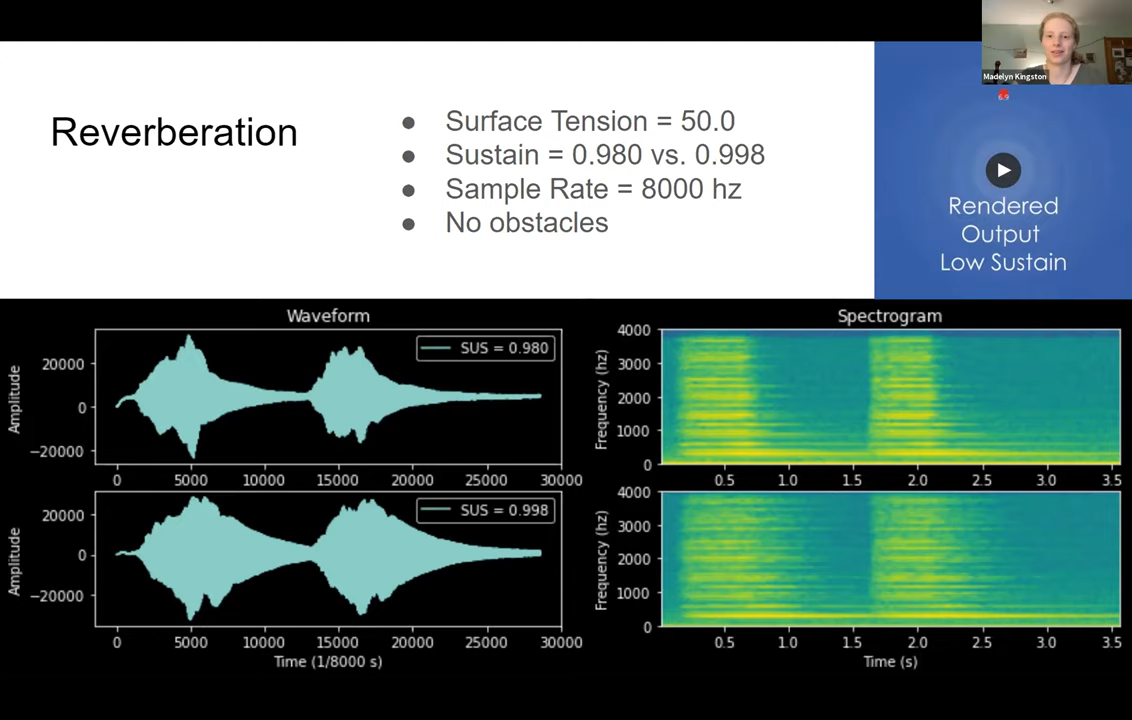 Madelyn Kingston
6.9
Reverberation
● Surface Tension = 50.0
● Sustain = 0.980 vs. 0.998
● Sample Rate = 8000 hz
● No obstacles
Rendered
Output
Low Sustain
Waveform
Amplitude
20000
0
−20000
SUS = 0.980
0 5000 10000 15000 20000 25000 30000
Spectrogram
Frequency (hz)
4000
3000
2000
1000
0
0.5 1.0 1.5 2.0 2.5 3.0 3.5
Amplitude
20000
0
−20000
SUS = 0.998
0 5000 10000 15000 20000 25000 30000
Time (1/8000 s)
Frequency (hz)
4000
3000
2000
1000
0
0.5 1.0 1.5 2.0 2.5 3.0 3.5
Time (s)